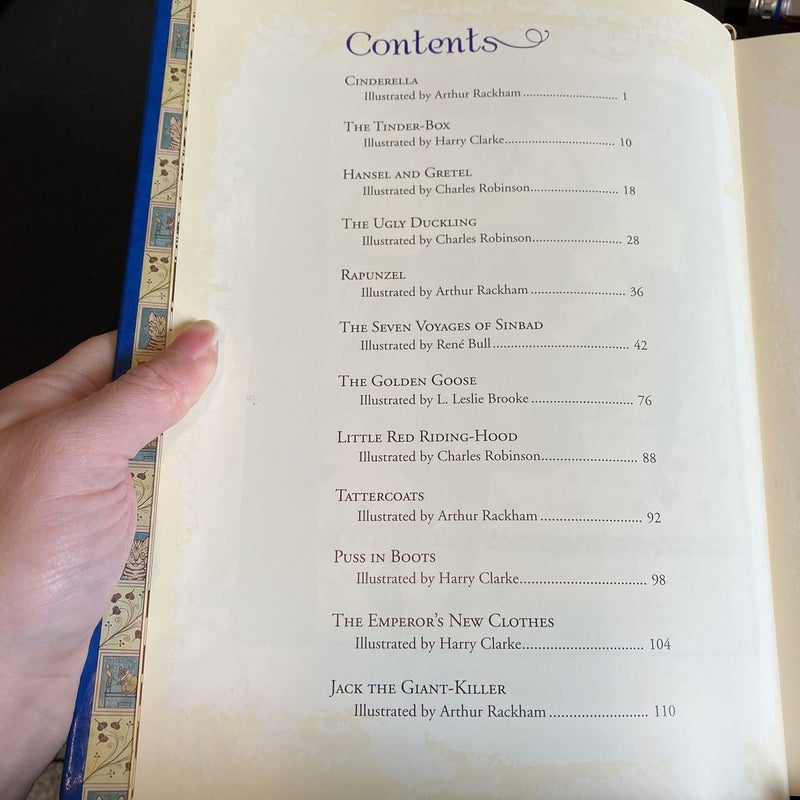 Contents
Cinderella
Illustrated by Arthur Rackham.......................... 1
The Tinder-Box
Illustrated by Harry Clarke............................... 10
Hansel and Gretel
Illustrated by Charles Robinson......................... 18
The Ugly Duckling
Illustrated by Charles Robinson......................... 28
Rapunzel
Illustrated by Arthur Rackham.......................... 36
The Seven Voyages of Sinbad
Illustrated by René Bull..................................... 42
The Golden Goose
Illustrated by L. Leslie Brooke........................... 76
Little Red Riding-Hood
Illustrated by Charles Robinson......................... 88
Tattercoats
Illustrated by Arthur Rackham.......................... 92
Puss in Boots
Illustrated by Harry Clarke................................ 98
The Emperor's New Clothes
Illustrated by Harry Clarke............................... 104
Jack the Giant-Killer
Illustrated by Arthur Rackham......................... 110